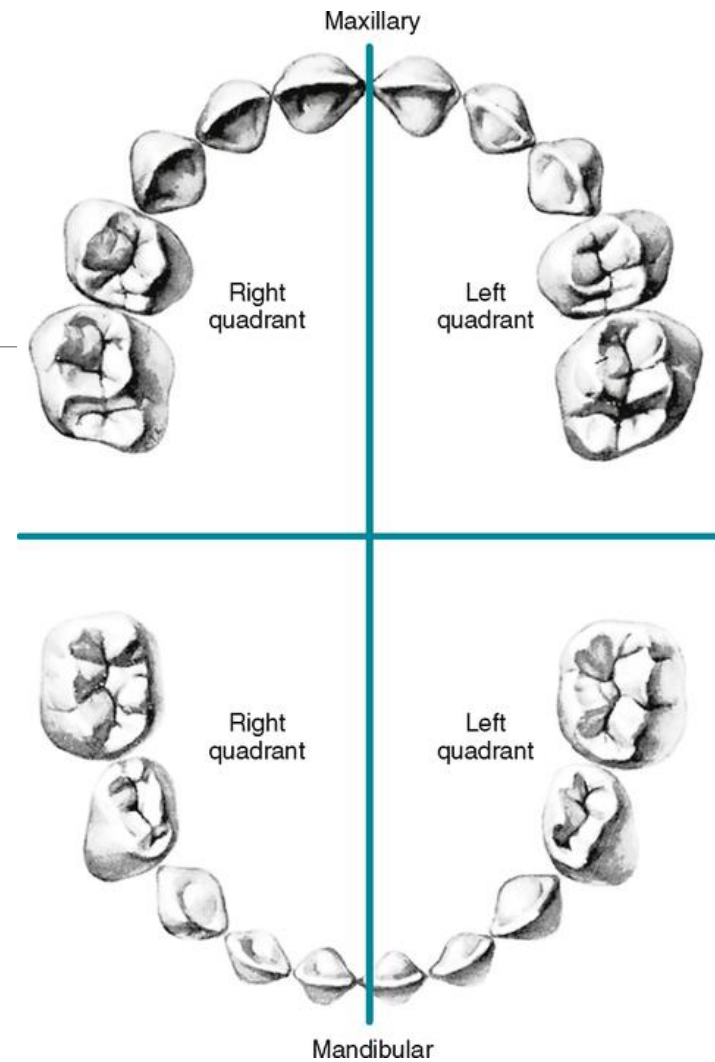 Maxillary
Right
quadrant
Left
quadrant
Right
quadrant
Left
quadrant
Mandibular